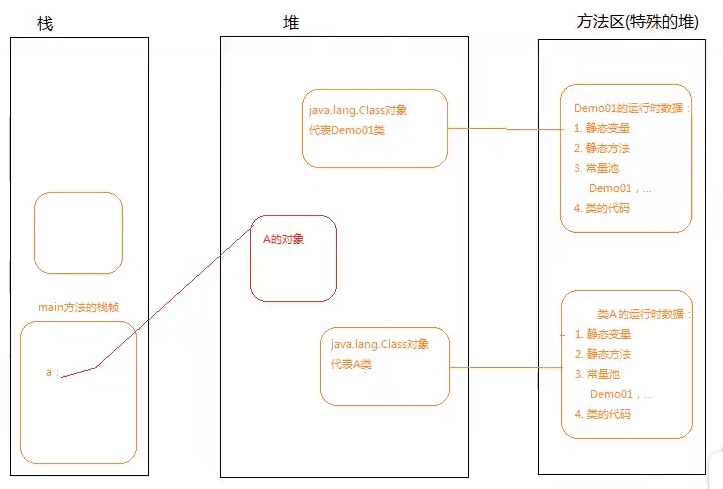 栈
堆
方法区(特殊的堆)
java.lang.Class对象
代表Demo01类
Demo01的运行时数据：
1. 静态变量
2. 静态方法
3. 常量池
Demo01，...
4. 类的代码
A的对象
main方法的栈帧
a：
java.lang.Class对象
代表A类
类A 的运行时数据：
1. 静态变量
2. 静态方法
3. 常量池
Demo01，...
4. 类的代码